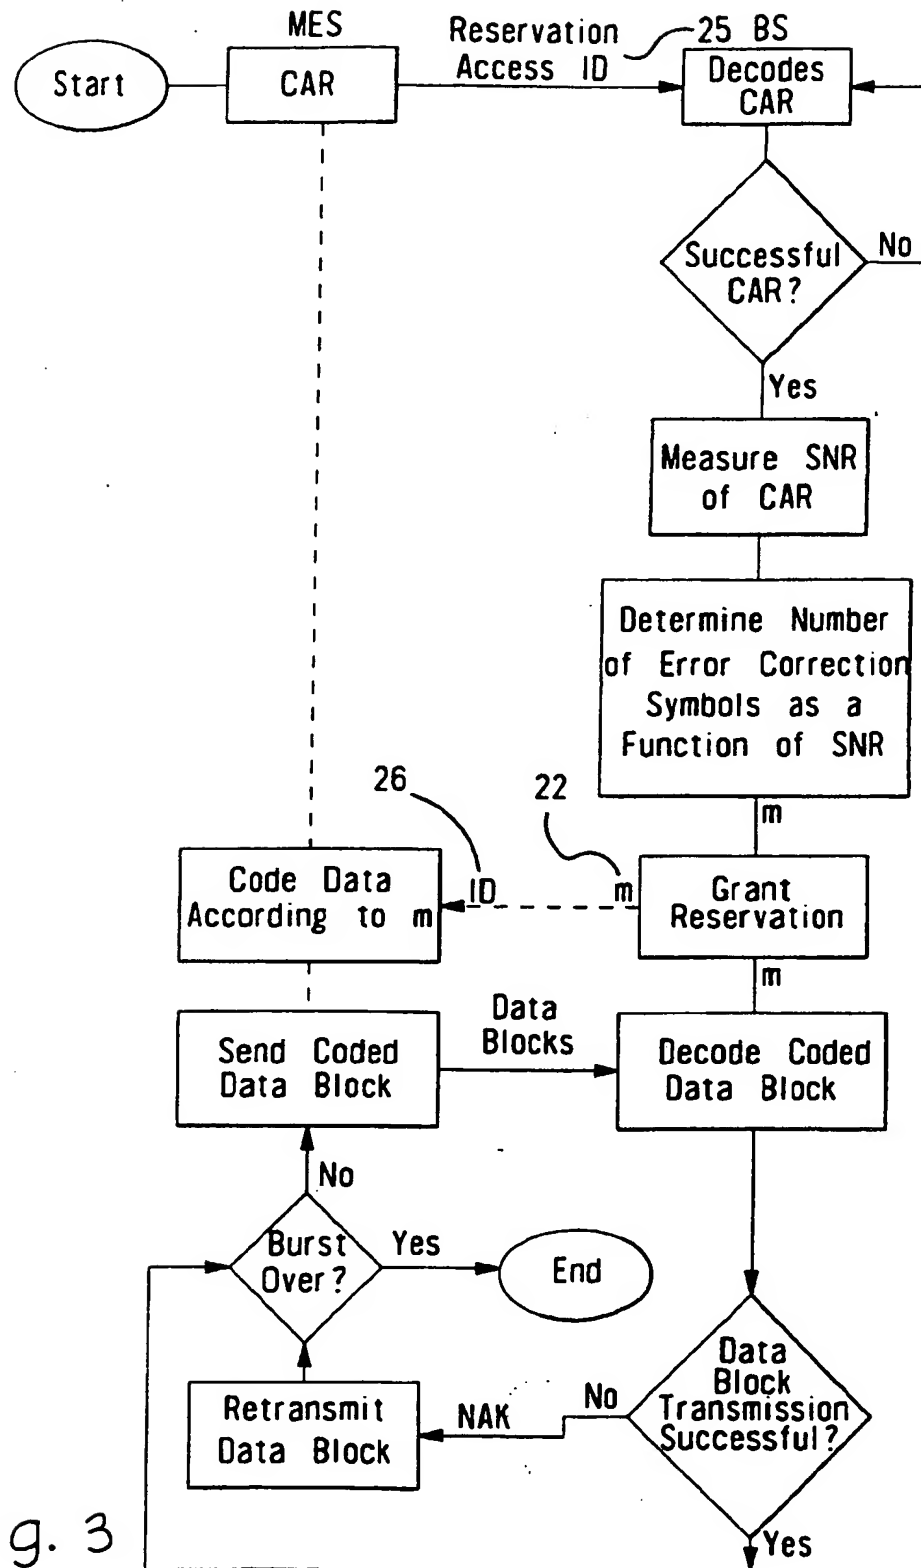 MES
Reservation
Access ID
25 BS
Start
CAR
Decodes
CAR
Successful
CAR?
No
Yes
Measure SNR
of CAR
Determine Number
of Error Correction
Symbols as a
Function of SNR
m
26
22
Code Data
According to m
ID
m
Grant
Reservation
m
Send Coded
Data Block
Data
Blocks
Decode Coded
Data Block
No
Burst
Over?
Yes
End
Data
Block
Transmission
Successful?
No
NAK
Retransmit
Data Block
Yes
g. 3